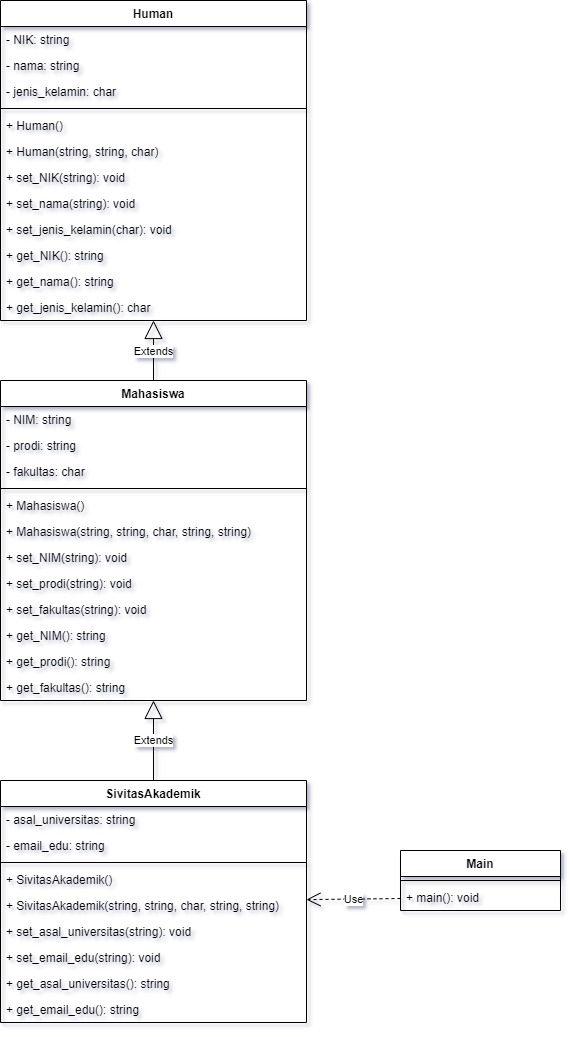 Human
- NIK: string
- nama: string
- jenis_kelamin: char
+ Human()
+ Human(string, string, char)
+ set_NIK(string): void
+ set_nama(string): void
+ set_jenis_kelamin(char): void
+ get_NIK(): string
+ get_nama(): string
+ get_jenis_kelamin(): char
Extends
Mahasiswa
- NIM: string
- prodi: string
- fakultas: char
+ Mahasiswa()
+ Mahasiswa(string, string, char, string, string)
+ set_NIM(string): void
+ set_prodi(string): void
+ set_fakultas(string): void
+ get_NIM(): string
+ get_prodi(): string
+ get_fakultas(): string
Extends
SivitasAkademik
- asal_universitas: string
- email_edu: string
+ SivitasAkademik()
+ SivitasAkademik(string, string, char, string, string)
+ set_asal_universitas(string): void
+ set_email_edu(string): void
+ get_asal_universitas(): string
+ get_email_edu(): string
Use
Main
+ main(): void